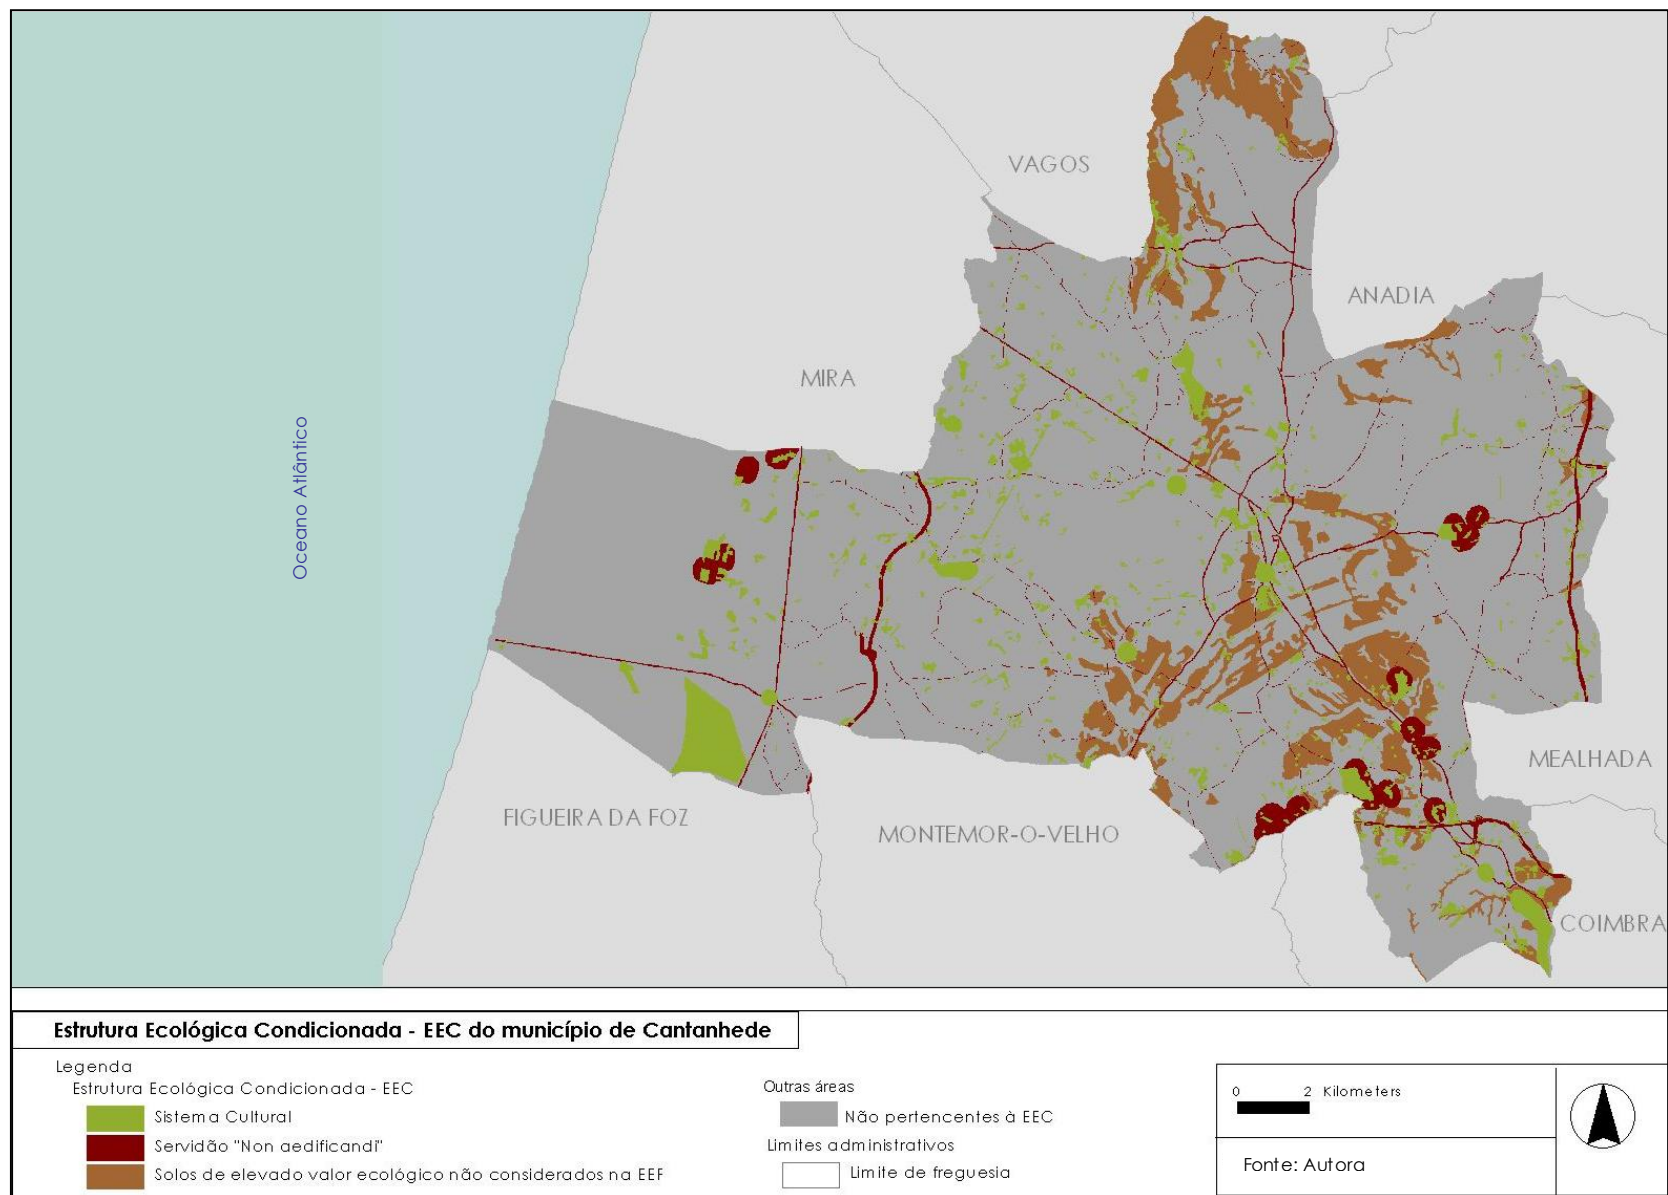 VAGOS
ANADIA
MIRA
Oceano Atlântico
MEALHADA
FIGUEIRA DA FOZ
MONTEMOR-O-VELHO
COIMBRA
Estrutura Ecológica Condicionada - EEC do município de Cantanhede
Legenda
Estrutura Ecológica Condicionada - EEC
Sistema Cultural
Servidão "Non aedificandi"
Solos de elevado valor ecológico não considerados na EEF
Outras áreas
Não pertencentes à EEC
Limites administrativos
Limite de freguesia
0 2 Kilometers
Fonte: Autora